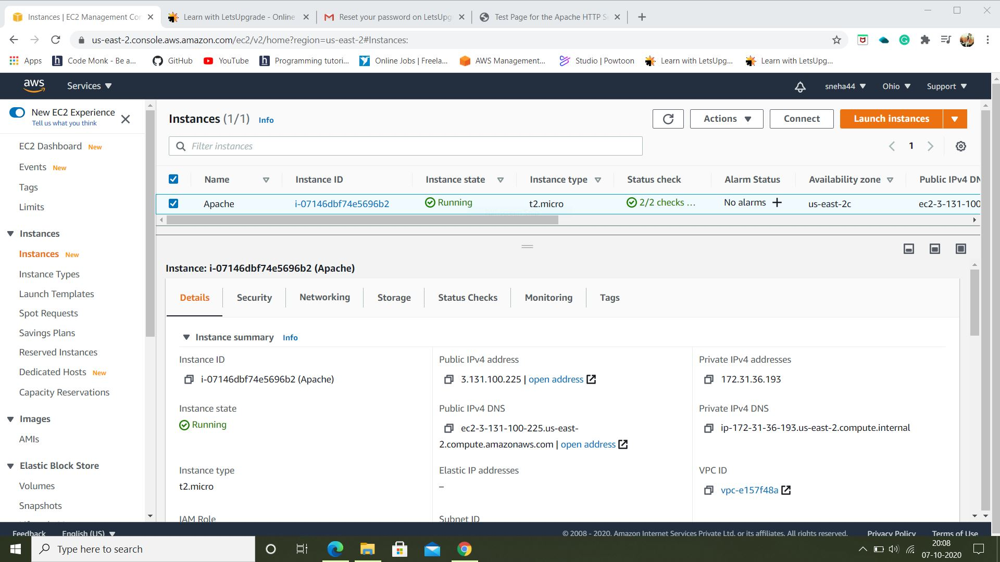 Instances | EC2 Management Con
Learn with LetsUpgrade - Online
Reset your password on LetsUpg
Test Page for the Apache HTTP Se
us-east-2.console.aws.amazon.com/ec2/v2/home?region=us-east-2#Instances:
Apps
Code Monk - Be a...
GitHub
YouTube
Programming tutori...
Online Jobs | Freela...
AWS Management...
Studio | Powtoon
Learn with LetsUpg...
Learn with LetsUpg...
aws
Services
sneha44
Ohio
Support
New EC2 Experience
Tell us what you think
EC2 Dashboard New
Events New
Tags
Limits
Instances
Instances New
Instance Types
Launch Templates
Spot Requests
Savings Plans
Reserved Instances
Dedicated Hosts New
Capacity Reservations
Images
AMIs
Elastic Block Store
Volumes
Snapshots
Instances (1/1) Info
Actions
Connect
Launch instances
Filter instances
1
Name
Instance ID
Instance state
Instance type
Status check
Alarm Status
Availability zone
Public IPv4 DN
Apache
i-07146dbf74e5696b2
Running
t2.micro
2/2 checks ...
No alarms +
us-east-2c
ec2-3-131-100
Instance: i-07146dbf74e5696b2 (Apache)
Details
Security
Networking
Storage
Status Checks
Monitoring
Tags
Instance summary Info
Instance ID
i-07146dbf74e5696b2 (Apache)
Public IPv4 address
3.131.100.225 | open address
Private IPv4 addresses
172.31.36.193
Instance state
Running
Public IPv4 DNS
ec2-3-131-100-225.us-east-
2.compute.amazonaws.com | open address
Private IPv4 DNS
ip-172-31-36-193.us-east-2.compute.internal
Instance type
t2.micro
Elastic IP addresses
–
VPC ID
vpc-e157f48a
IAM Role
Subnet ID
Feedback
English (US)
© 2008 - 2020, Amazon Internet Services Private Ltd. or its affiliates. All rights reserved.
Privacy Policy
Terms of Use
Type here to search
20:08
07-10-2020